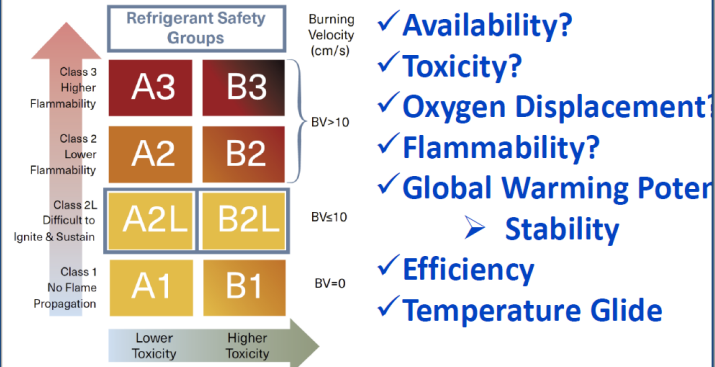 Refrigerant Safety
Groups
Burning
Velocity
(cm/s)
Class 3
Higher
Flammability
A3
B3
BV>10
Class 2
Lower
Flammability
A2
B2
Class 2L
Difficult to
Ignite & Sustain
A2L
B2L
BV≤10
Class 1
No Flame
Propagation
A1
B1
BV=0
Lower
Toxicity
Higher
Toxicity
✓Availability?
✓Toxicity?
✓Oxygen Displacement?
✓Flammability?
✓Global Warming Poten
➢ Stability
✓Efficiency
✓Temperature Glide